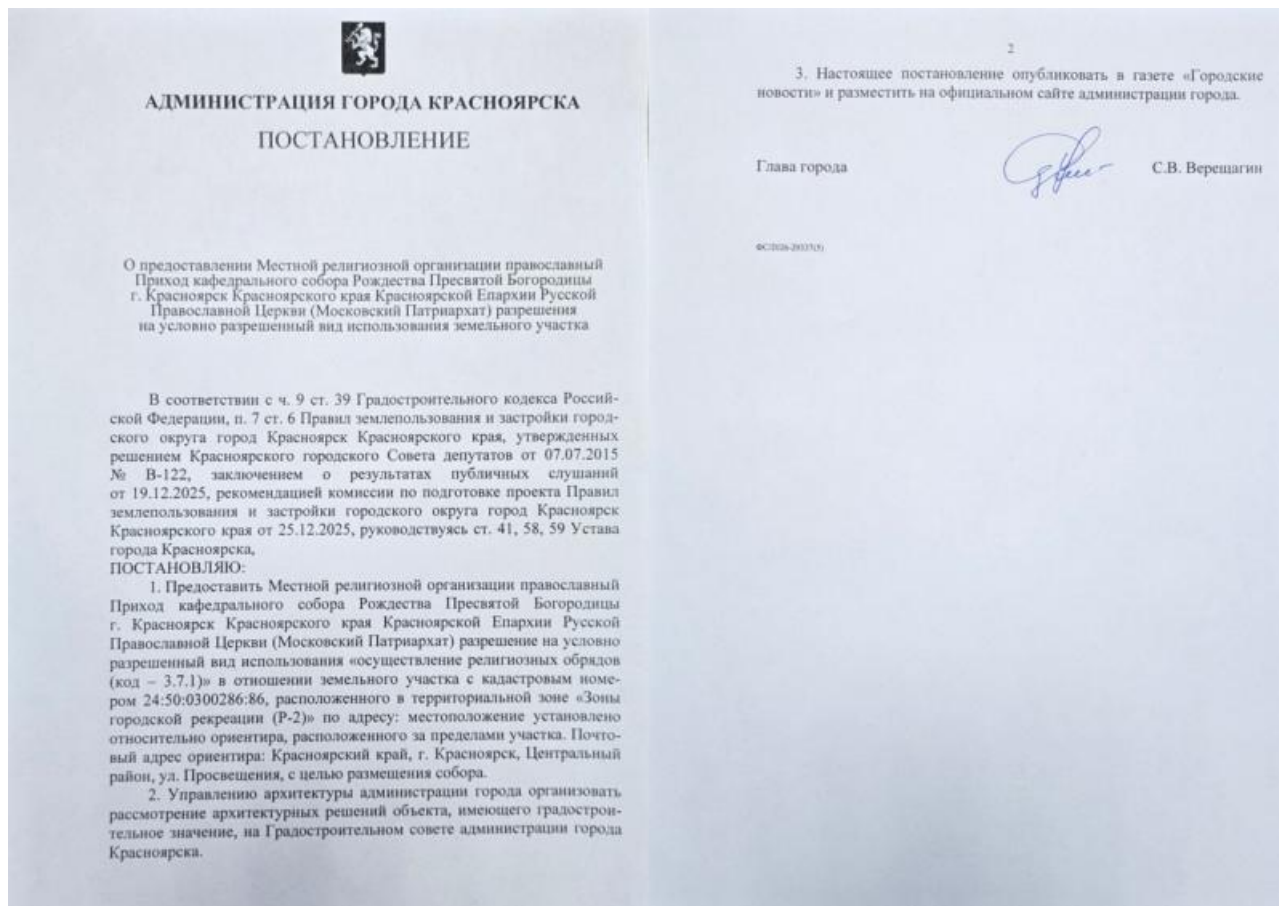 АДМИНИСТРАЦИЯ ГОРОДА КРАСНОЯРСКА
ПОСТАНОВЛЕНИЕ
О предоставлении Местной религиозной организации православный
Приход кафедрального собора Рождества Пресвятой Богородицы
г. Красноярск Красноярского края Красноярской Епархии Русской
Православной Церкви (Московский Патриархат) разрешения
на условно разрешенный вид использования земельного участка
В соответствии с ч. 9 ст. 39 Градостроительного кодекса Россий-
ской Федерации, п. 7 ст. 6 Правил землепользования и застройки город-
ского округа город Красноярск Красноярского края, утвержденных
решением Красноярского городского Совета депутатов от 07.07.2015
№ В-122, заключением о результатах публичных слушаний
от 19.12.2025, рекомендацией комиссии по подготовке проекта Правил
землепользования и застройки городского округа город Красноярск
Красноярского края от 25.12.2025, руководствуясь ст. 41, 58, 59 Устава
города Красноярска,
ПОСТАНОВЛЯЮ:
1. Предоставить Местной религиозной организации православный
Приход кафедрального собора Рождества Пресвятой Богородицы
г. Красноярск Красноярского края Красноярской Епархии Русской
Православной Церкви (Московский Патриархат) разрешение на условно
разрешенный вид использования «осуществление религиозных обрядов
(код – 3.7.1)» в отношении земельного участка с кадастровым номе-
ром 24:50:0300286:86, расположенного в территориальной зоне «Зоны
городской рекреации (Р-2)» по адресу: местоположение установлено
относительно ориентира, расположенного за пределами участка. Почто-
вый адрес ориентира: Красноярский край, г. Красноярск, Центральный
район, ул. Просвещения, с целью размещения собора.
2. Управлению архитектуры администрации города организовать
рассмотрение архитектурных решений объекта, имеющего градострои-
тельное значение, на Градостроительном совете администрации города
Красноярска.
2
3. Настоящее постановление опубликовать в газете «Городские
новости» и разместить на официальном сайте администрации города.
Глава города
С.В. Верещагин